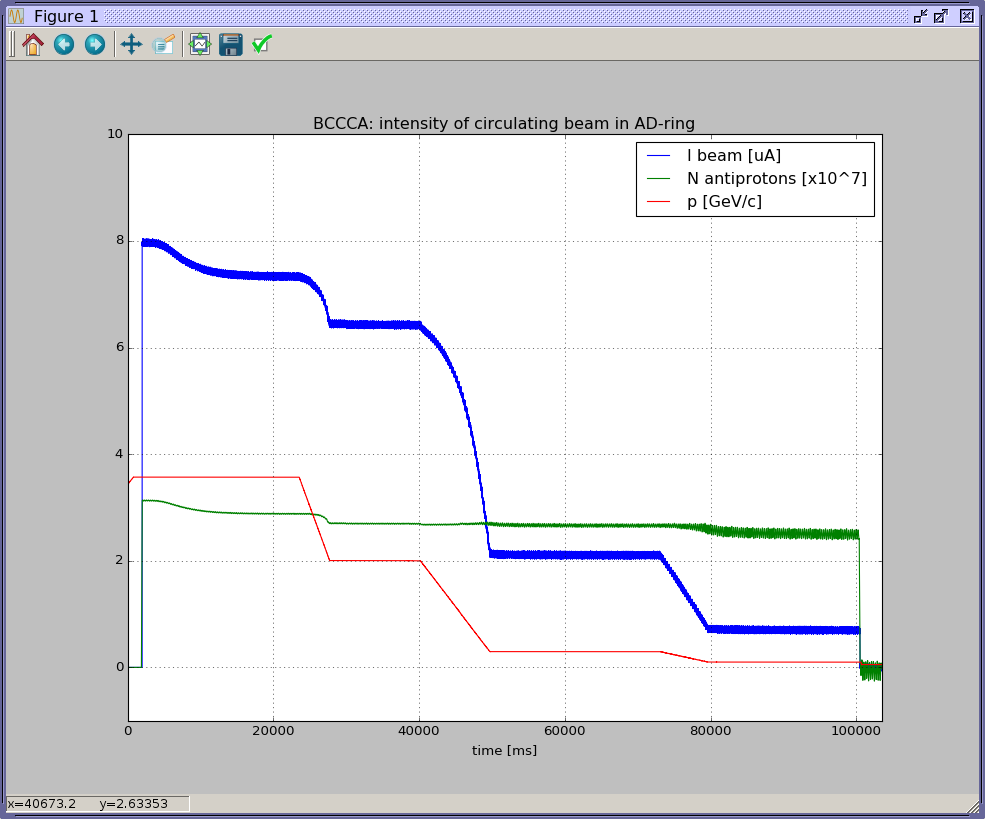 Figure 1
BCCCA: intensity of circulating beam in AD-ring
I beam [uA]
N antiprotons [x10^7]
p [GeV/c]
10
8
6
4
2
0
0 20000 40000 60000 80000 100000
time [ms]
x=40673.2 y=2.63353